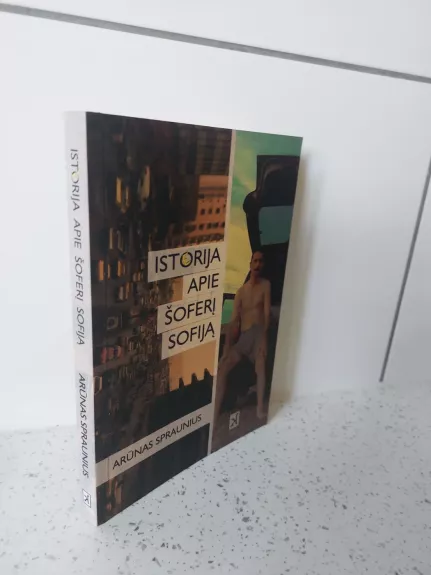 ISTORIJA APIE ŠOFERĮ SOFIJĄ
ARŪNAS SPRAUNIUS
K
ISTORIJA
APIE
ŠOFERĮ
SOFIJĄ
ARŪNAS SPRAUNIUS
K